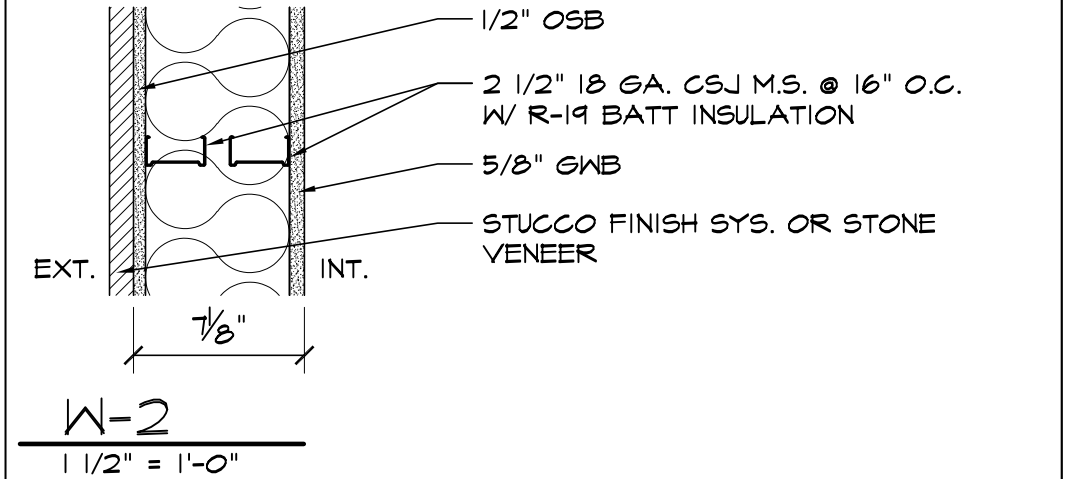 1/2" OSB
2 1/2" 18 GA. CSJ M.S. @ 16" O.C.
W/ R-19 BATT INSULATION
5/8" GWB
STUCCO FINISH SYS. OR STONE
VENEER
EXT.
INT.
7 1/8"
W-2
1 1/2" = 1'-0"